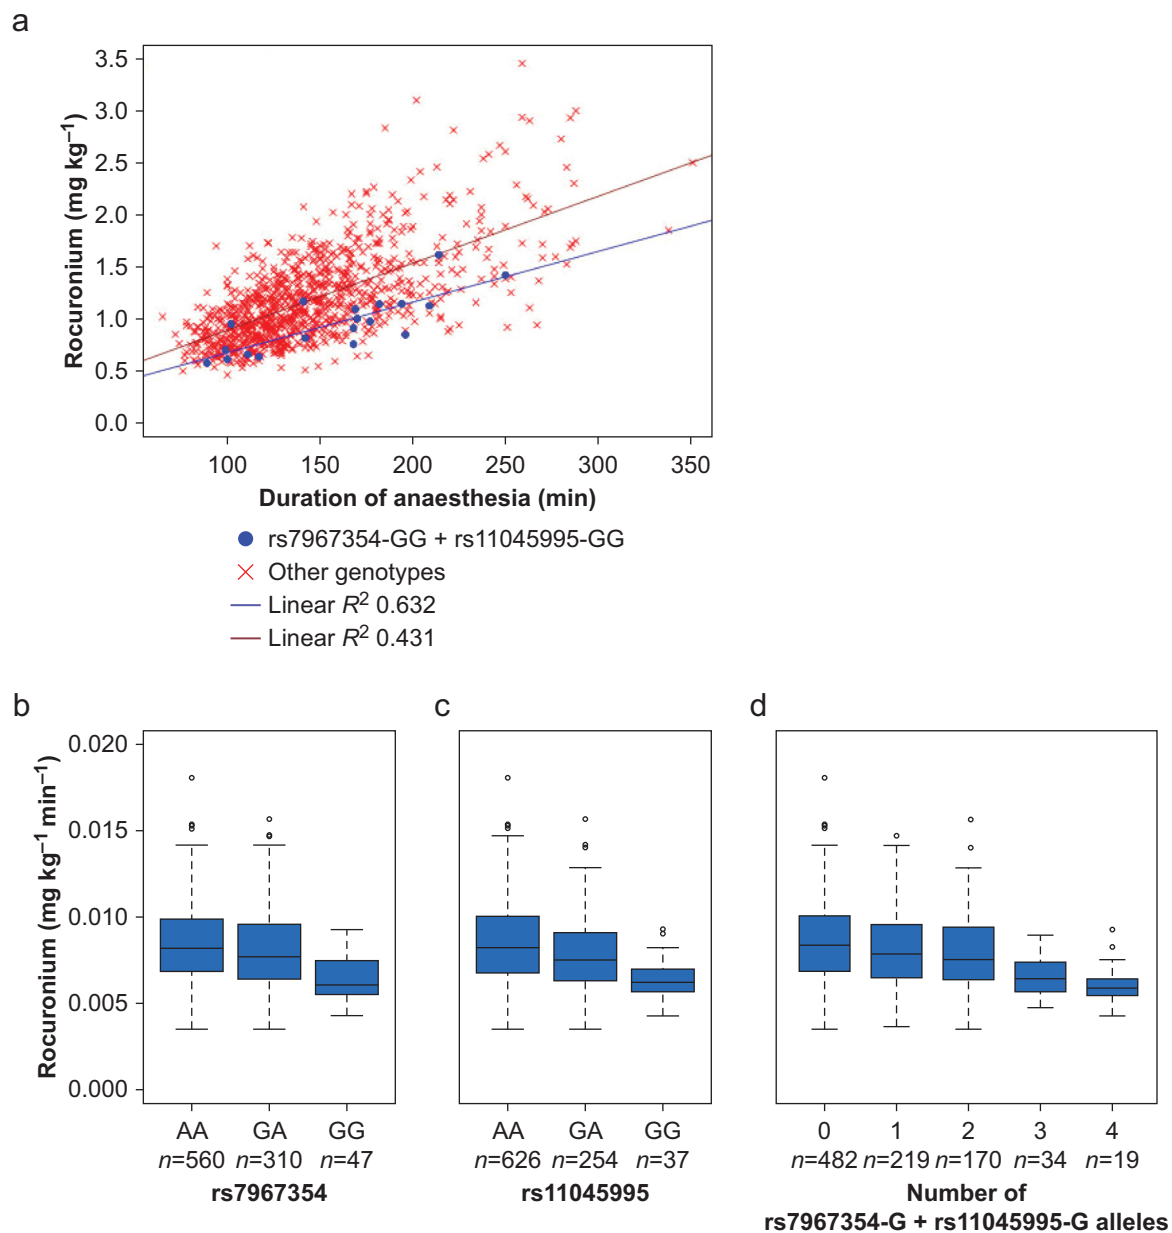 a
Rocuronium (mg kg⁻¹)
3.5
3.0
2.5
2.0
1.5
1.0
0.5
0.0
100 150 200 250 300 350
Duration of anaesthesia (min)
rs7967354-GG + rs11045995-GG
Other genotypes
Linear R² 0.632
Linear R² 0.431
b c d
Rocuronium (mg kg⁻¹ min⁻¹)
0.020
0.015
0.010
0.005
0.000
AA GA GG
n=560 n=310 n=47
rs7967354
AA GA GG
n=626 n=254 n=37
rs11045995
0 1 2 3 4
n=482 n=219 n=170 n=34 n=19
Number of
rs7967354-G + rs11045995-G alleles